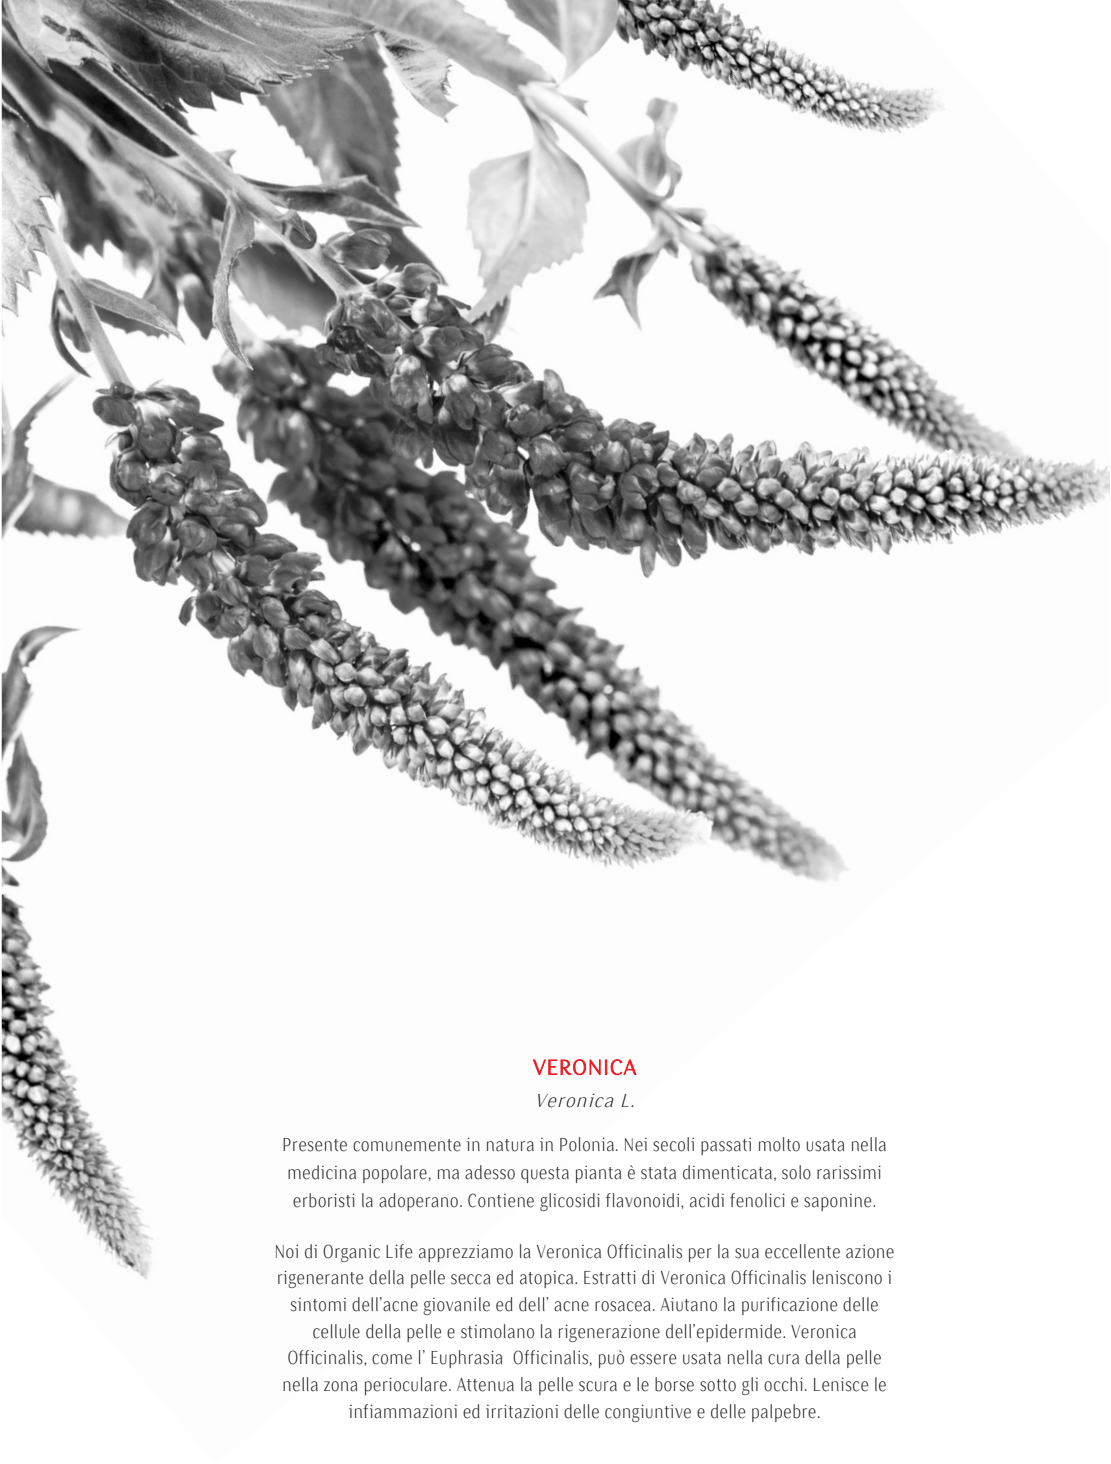 VERONICA
Veronica L.
Presente comunemente in natura in Polonia. Nei secoli passati molto usata nella
medicina popolare, ma adesso questa pianta è stata dimenticata, solo rarissimi
erboristi la adoperano. Contiene glicosidi flavonoidi, acidi fenolici e saponine.
Noi di Organic Life apprezziamo la Veronica Officinalis per la sua eccellente azione
rigenerante della pelle secca ed atopica. Estratti di Veronica Officinalis leniscono i
sintomi dell'acne giovanile ed dell' acne rosacea. Aiutano la purificazione delle
cellule della pelle e stimolano la rigenerazione dell'epidermide. Veronica
Officinalis, come l' Euphrasia  Officinalis, può essere usata nella cura della pelle
nella zona perioculare. Attenua la pelle scura e le borse sotto gli occhi. Lenisce le
infiammazioni ed irritazioni delle congiuntive e delle palpebre.